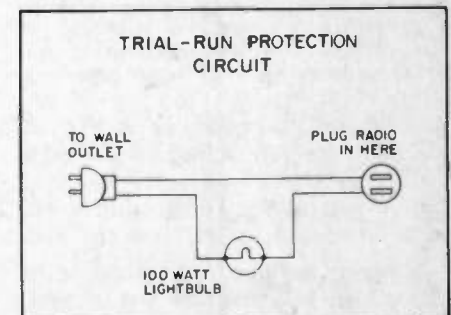 TRIAL-RUN PROTECTION
CIRCUIT
TO WALL
OUTLET
PLUG RADIO
IN HERE
100 WATT
LIGHTBULB